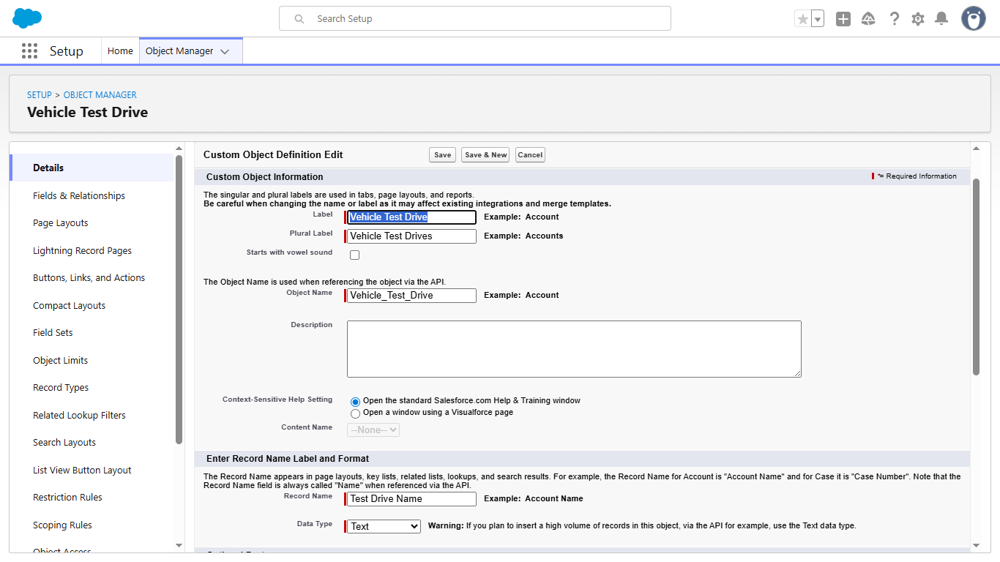 Search Setup
Setup
Home
Object Manager
SETUP > OBJECT MANAGER
Vehicle Test Drive
Details
Fields & Relationships
Page Layouts
Lightning Record Pages
Buttons, Links, and Actions
Compact Layouts
Field Sets
Object Limits
Record Types
Related Lookup Filters
Search Layouts
List View Button Layout
Restriction Rules
Scoping Rules
Object Access
Custom Object Definition Edit
Save
Save & New
Cancel
Custom Object Information
*= Required Information
The singular and plural labels are used in tabs, page layouts, and reports.
Be careful when changing the name or label as it may affect existing integrations and merge templates.
Label Vehicle Test Drive Example: Account
Plural Label Vehicle Test Drives Example: Accounts
Starts with vowel sound
The Object Name is used when referencing the object via the API.
Object Name Vehicle_Test_Drive Example: Account
Description
Context-Sensitive Help Setting Open the standard Salesforce.com Help & Training window
Open a window using a Visualforce page
Content Name --None--
Enter Record Name Label and Format
The Record Name appears in page layouts, key lists, related lists, lookups, and search results. For example, the Record Name for Account is "Account Name" and for Case it is "Case Number". Note that the
Record Name field is always called "Name" when referenced via the API.
Record Name Test Drive Name Example: Account Name
Data Type Text Warning: If you plan to insert a high volume of records in this object, via the API for example, use the Text data type.